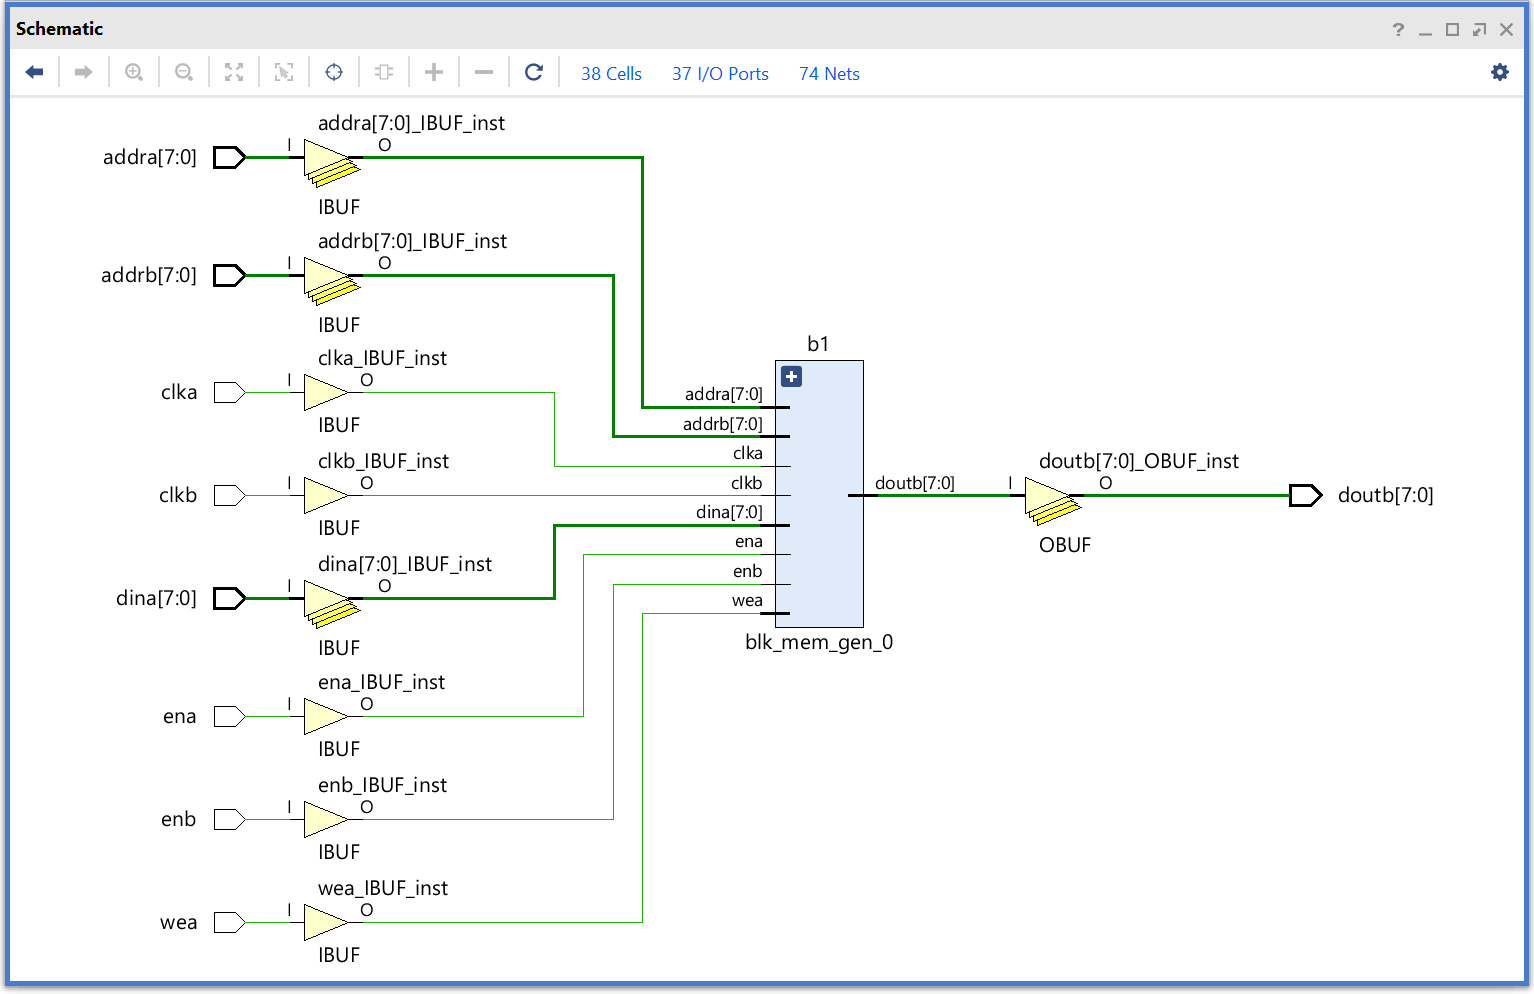 Schematic
?
38 Cells 37 I/O Ports 74 Nets
addra[7:0]_IBUF_inst
addra[7:0] I O
IBUF
addrb[7:0]_IBUF_inst
addrb[7:0] I O
IBUF
clka_IBUF_inst
clka I O
IBUF
clkb_IBUF_inst
clkb I O
IBUF
dina[7:0]_IBUF_inst
dina[7:0] I O
IBUF
ena_IBUF_inst
ena I O
IBUF
enb_IBUF_inst
enb I O
IBUF
wea_IBUF_inst
wea I O
IBUF
b1
addra[7:0]
addrb[7:0]
clka
clkb
dina[7:0]
ena
enb
wea
doutb[7:0]
blk_mem_gen_0
doutb[7:0]_OBUF_inst
I O
OBUF
doutb[7:0]